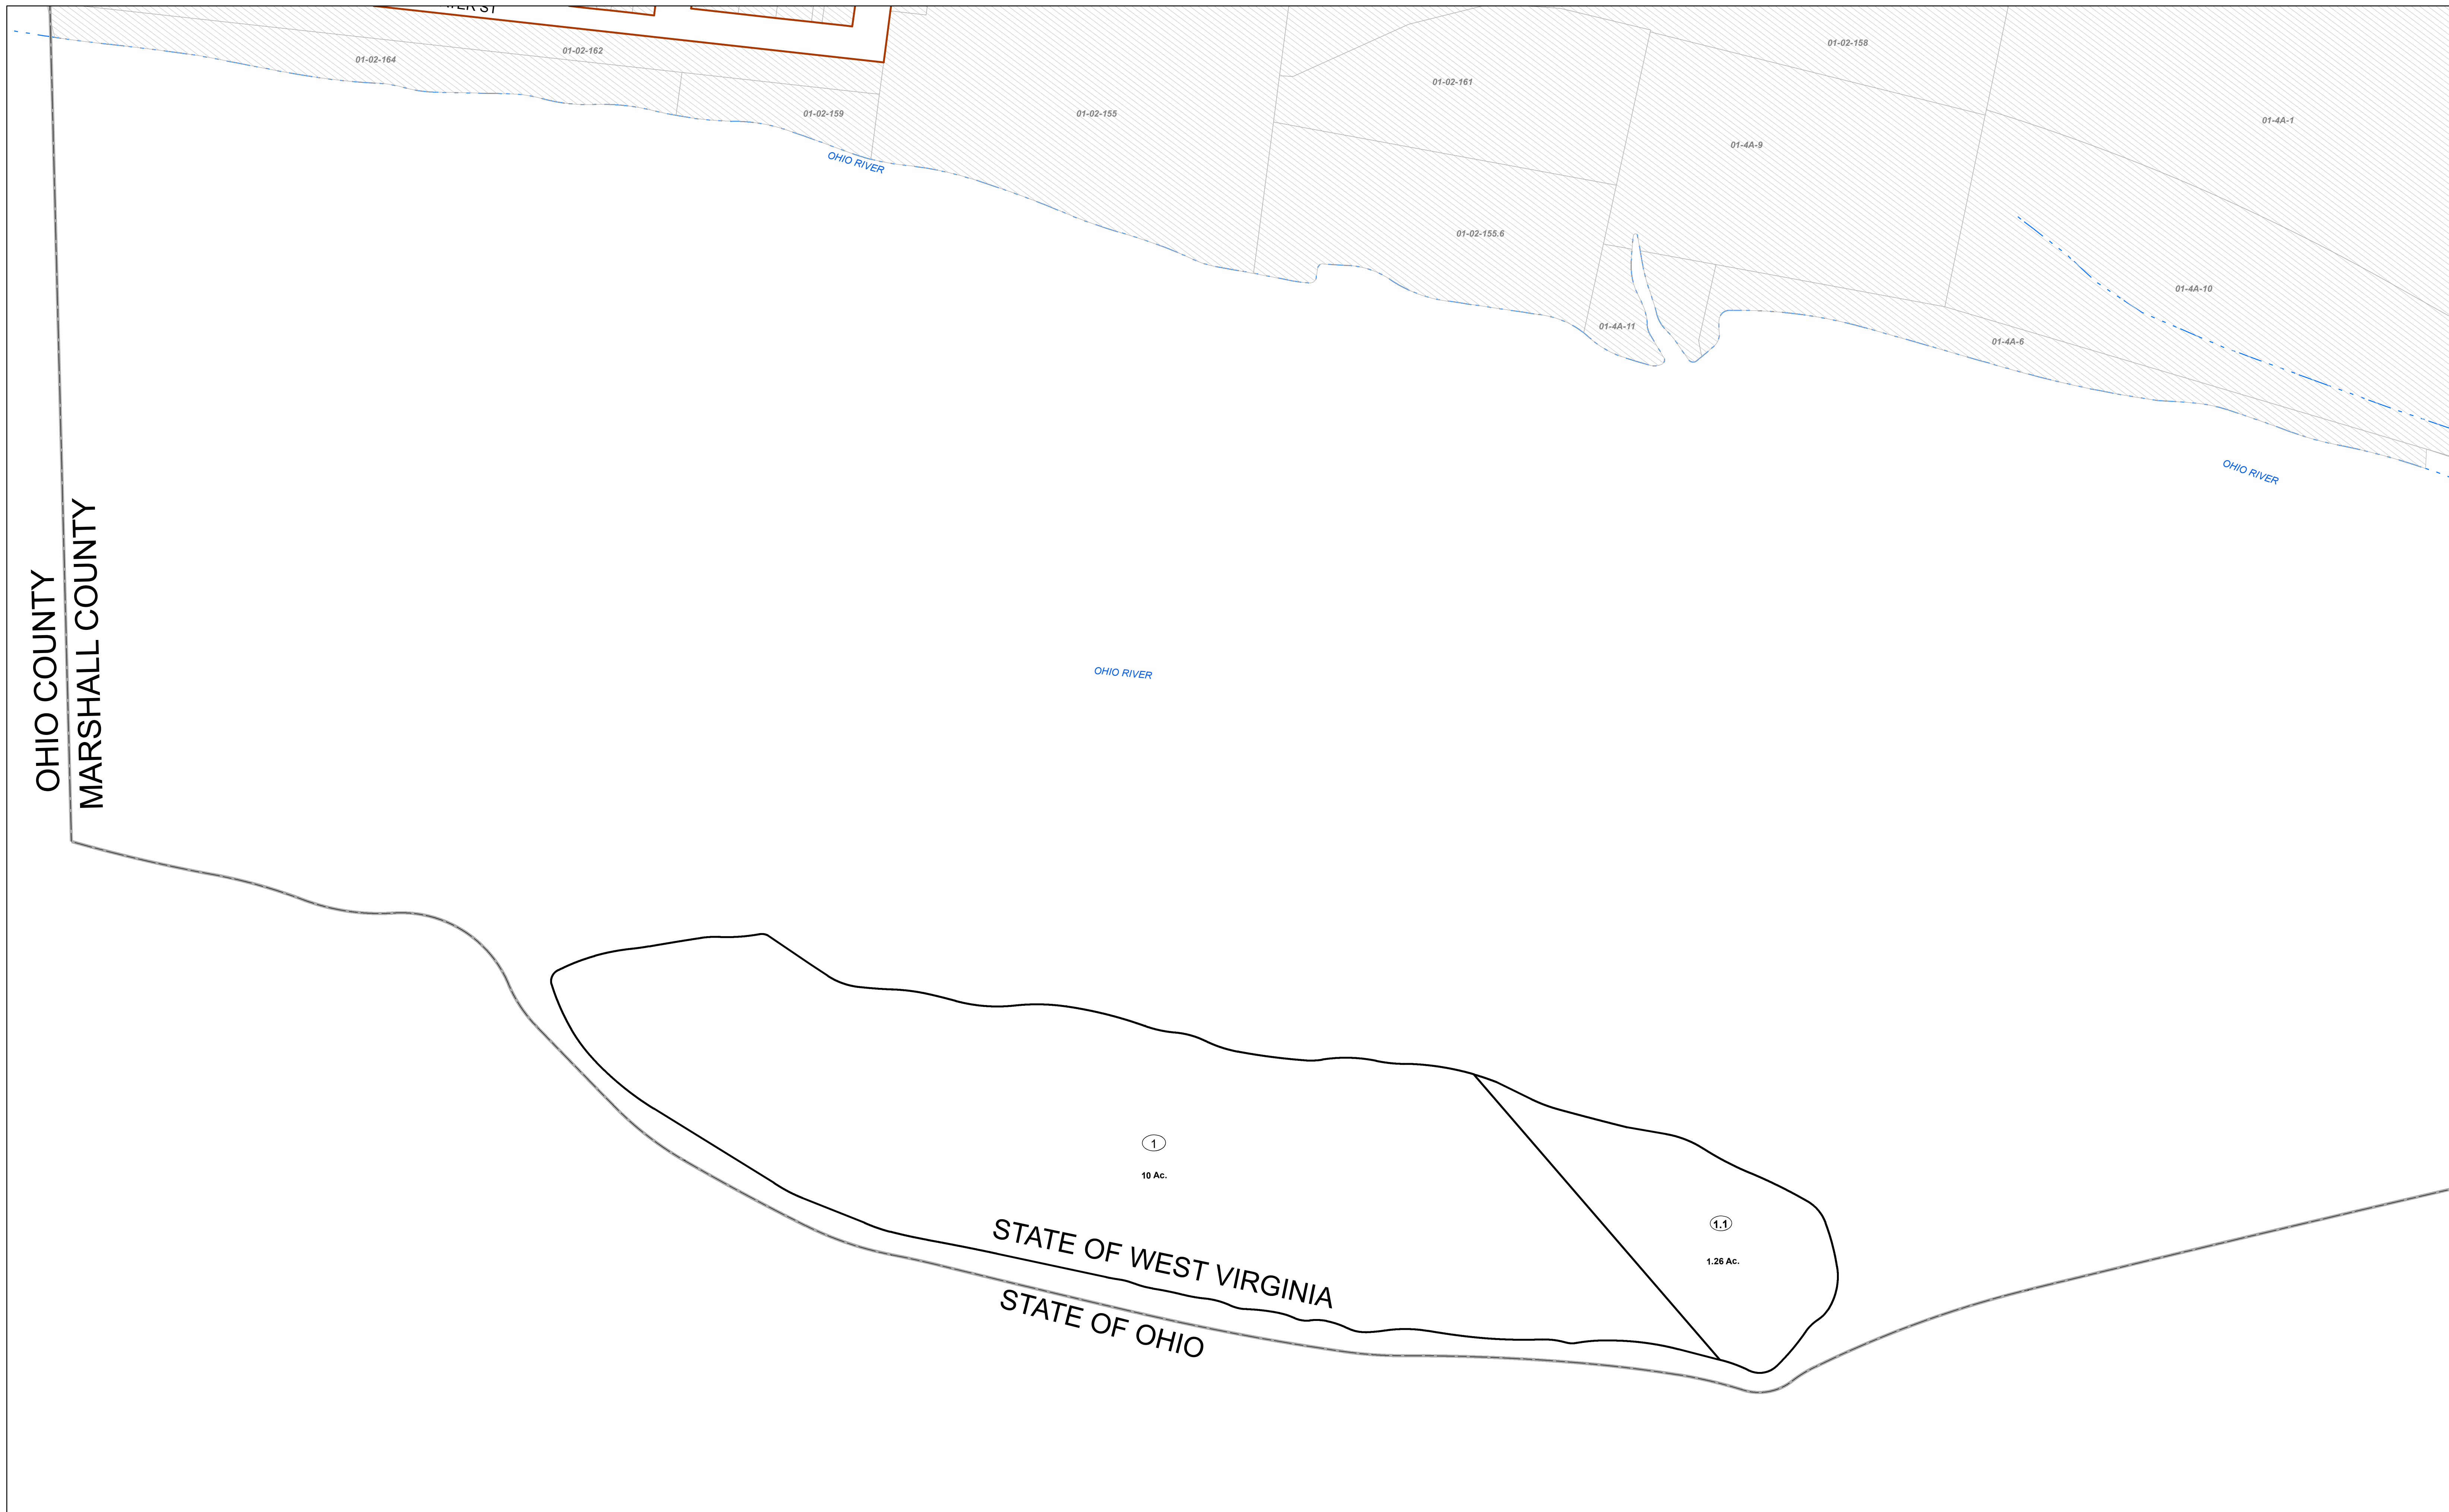 01-02-162
01-02-164
01-02-158
01-02-161
01-02-159
01-02-155
01-4A-1
01-4A-9
OHIO RIVER
01-02-155.6
01-4A-10
01-4A-11
01-4A-6
OHIO RIVER
OHIO COUNTY
MARSHALL COUNTY
OHIO RIVER
1
10 Ac.
1.1
1.26 Ac.
STATE OF WEST VIRGINIA
STATE OF OHIO